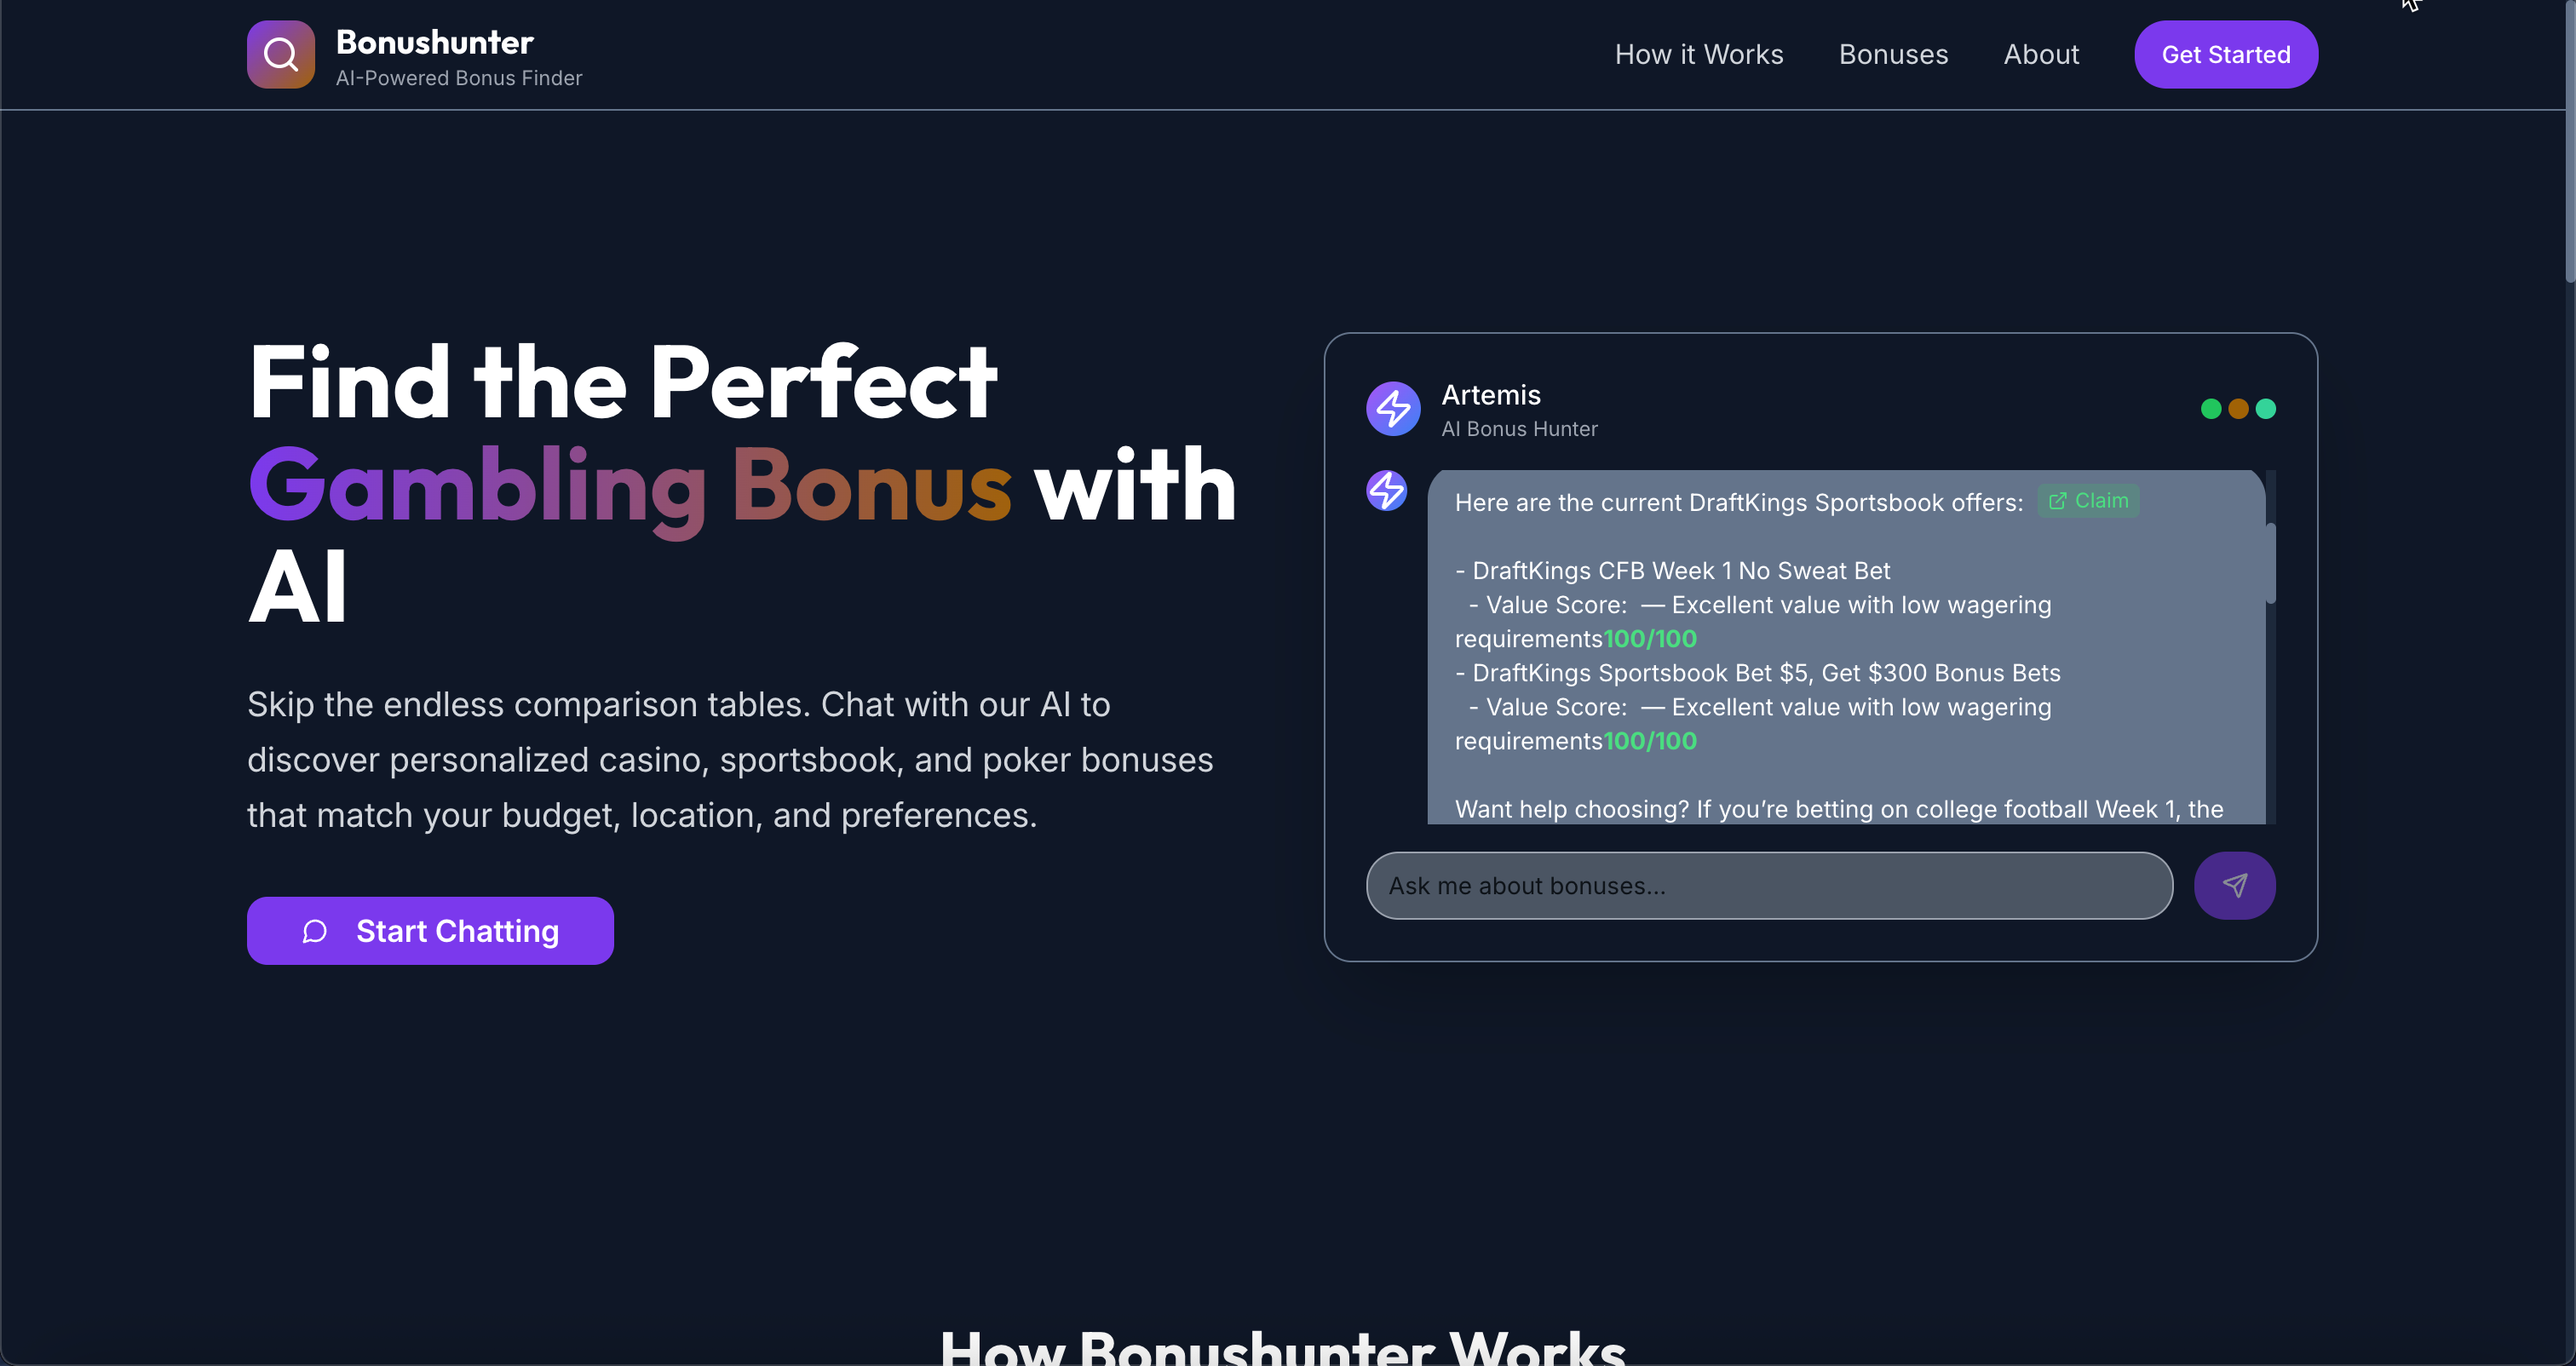 Bonushunter
AI-Powered Bonus Finder
How it Works
Bonuses
About
Get Started
Find the Perfect
Gambling Bonus with
AI
Skip the endless comparison tables. Chat with our AI to
discover personalized casino, sportsbook, and poker bonuses
that match your budget, location, and preferences.
Start Chatting
Artemis
AI Bonus Hunter
Here are the current DraftKings Sportsbook offers: Claim
- DraftKings CFB Week 1 No Sweat Bet
- Value Score: — Excellent value with low wagering
requirements100/100
- DraftKings Sportsbook Bet $5, Get $300 Bonus Bets
- Value Score: — Excellent value with low wagering
requirements100/100
Want help choosing? If you’re betting on college football Week 1, the
Ask me about bonuses...
How Bonushunter Works